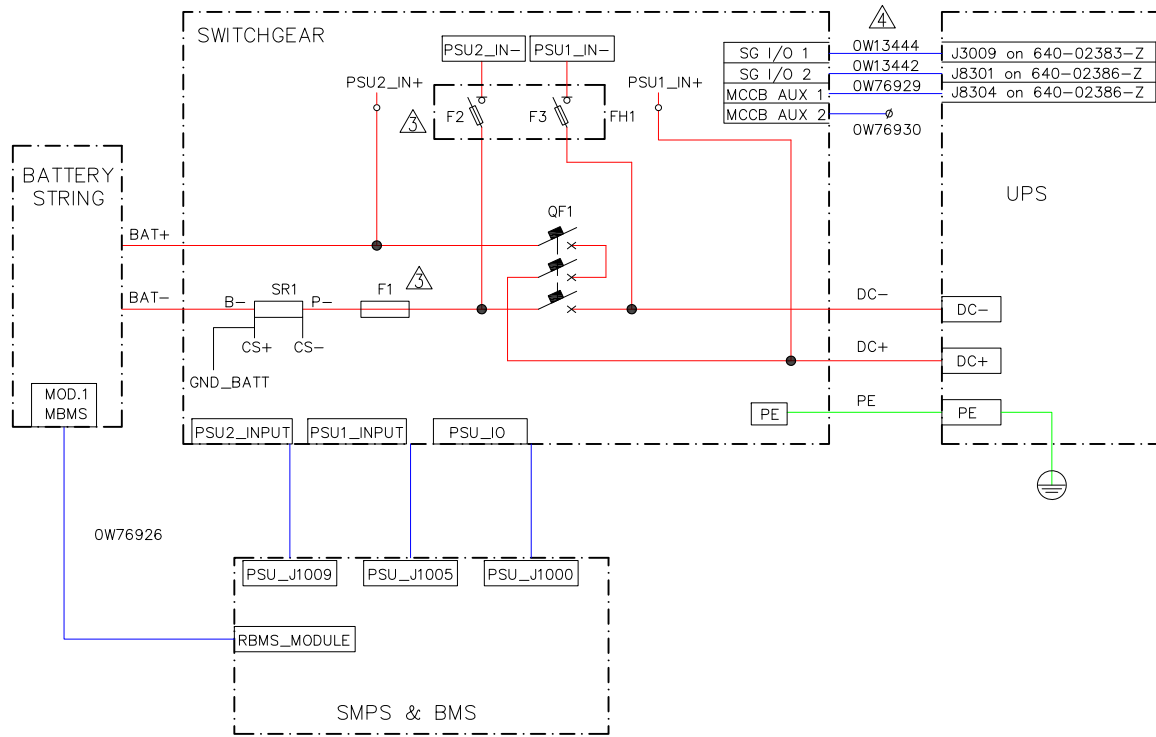 SWITCHGEAR
PSU2_IN-
PSU1_IN-
PSU2_IN+
PSU1_IN+
3
F2
F3
FH1
4
SG I/O 1
SG I/O 2
MCCB AUX 1
MCCB AUX 2
0W13444
0W13442
0W76929
0W76930
J3009 on 640-02383-Z
J8301 on 640-02386-Z
J8304 on 640-02386-Z
UPS
BATTERY
STRING
BAT+
BAT-
B-
SR1
P-
F1
3
QF1
CS+
CS-
GND_BATT
DC-
DC-
DC+
DC+
PE
PE
PE
MOD.1
MBMS
PSU2_INPUT
PSU1_INPUT
PSU_IO
0W76926
PSU_J1009
PSU_J1005
PSU_J1000
RBMS_MODULE
SMPS & BMS